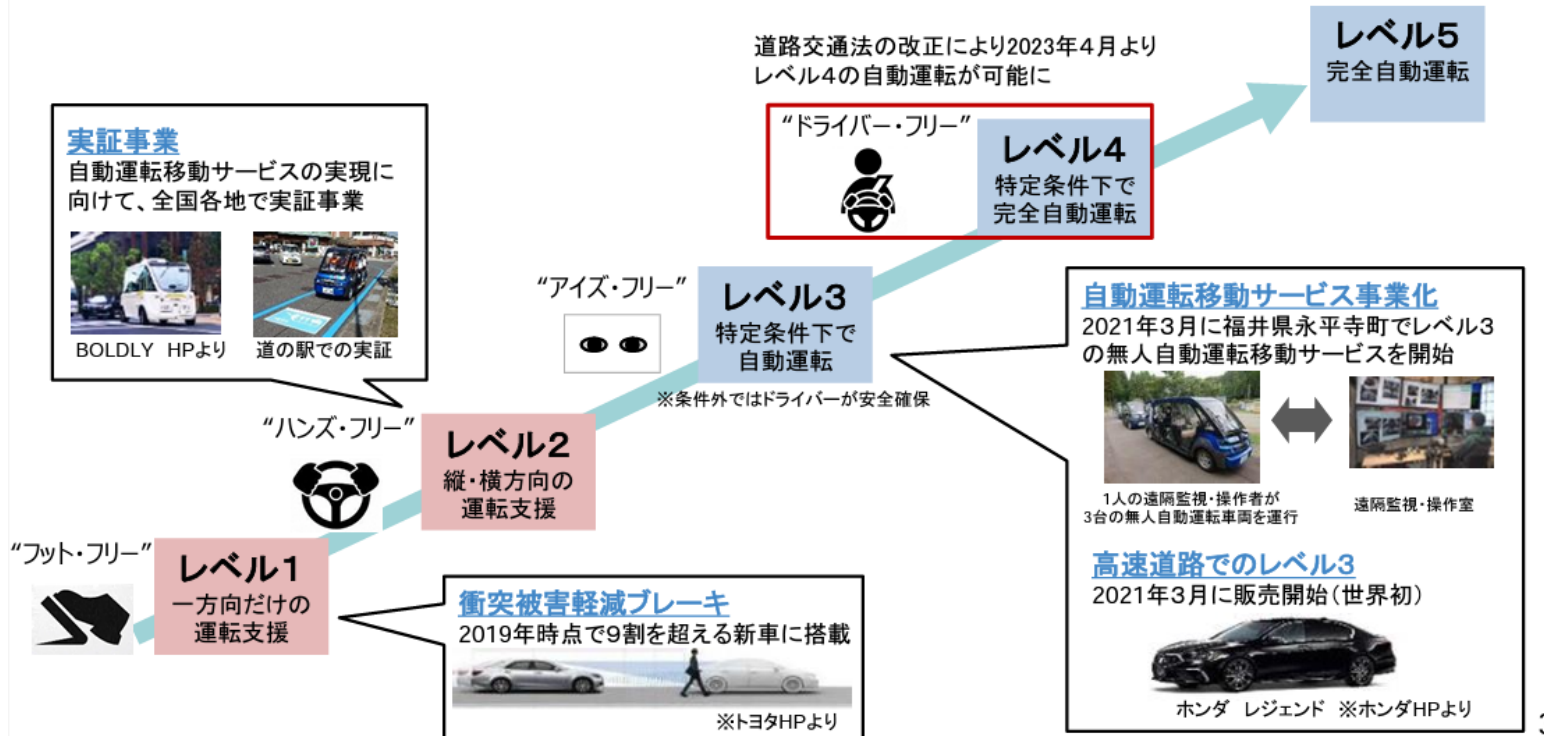 道路交通法の改正により2023年4月より
レベル4の自動運転が可能に
レベル5
完全自動運転
“ドライバー・フリー”
レベル4
特定条件下で
完全自動運転
実証事業
自動運転移動サービスの実現に
向けて、全国各地で実証事業
BOLDLY HPより
道の駅での実証
“アイズ・フリー”
レベル3
特定条件下で
自動運転
※条件外ではドライバーが安全確保
自動運転移動サービス事業化
2021年3月に福井県永平寺町でレベル3
の無人自動運転移動サービスを開始
1人の遠隔監視・操作者が
3台の無人自動運転車両を運行
遠隔監視・操作室
高速道路でのレベル3
2021年3月に販売開始(世界初)
ホンダ レジェンド ※ホンダHPより
“ハンズ・フリー”
レベル2
縦・横方向の
運転支援
“フット・フリー”
レベル1
一方向だけの
運転支援
衝突被害軽減ブレーキ
2019年時点で9割を超える新車に搭載
※トヨタHPより